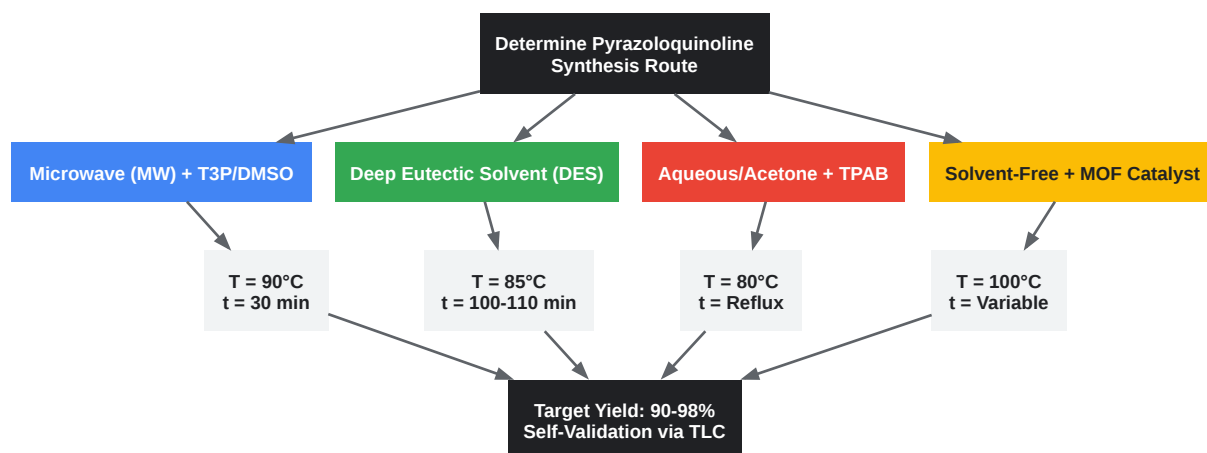 Determine Pyrazoloquinoline
Synthesis Route
Microwave (MW) + T3P/DMSO
Deep Eutectic Solvent (DES)
Aqueous/Acetone + TPAB
Solvent-Free + MOF Catalyst
T = 90°C
t = 30 min
T = 85°C
t = 100-110 min
T = 80°C
t = Reflux
T = 100°C
t = Variable
Target Yield: 90-98%
Self-Validation via TLC